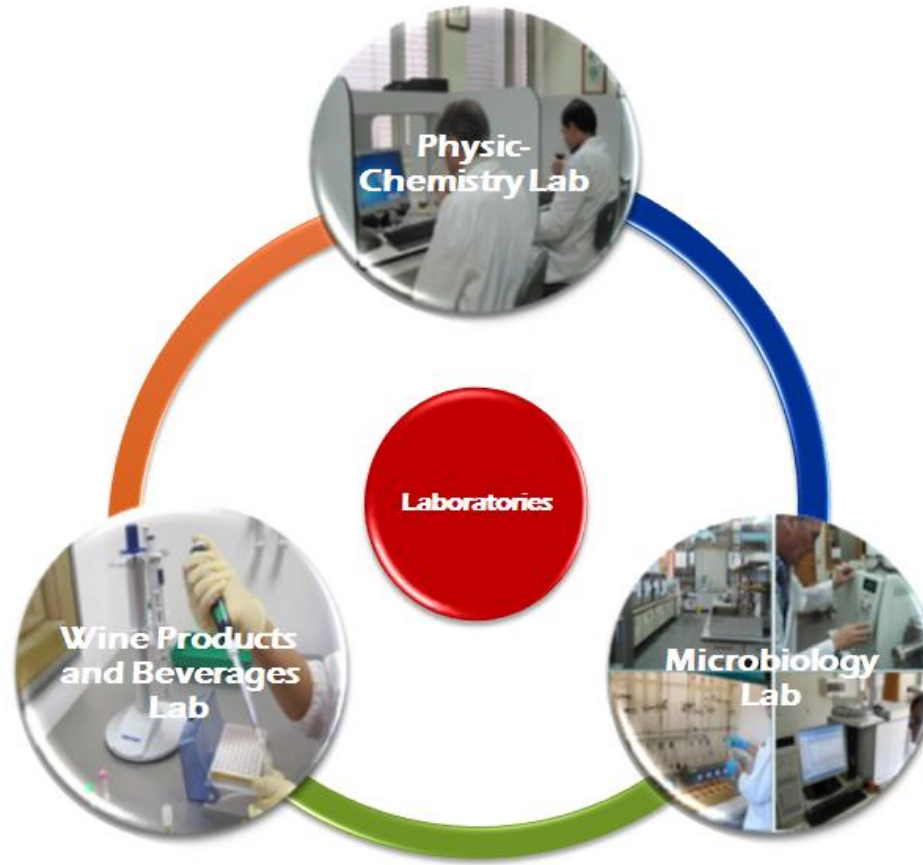 Physic-
Chemistry Lab
Laboratories
Wine Products
and Beverages
Lab
Microbiology
Lab